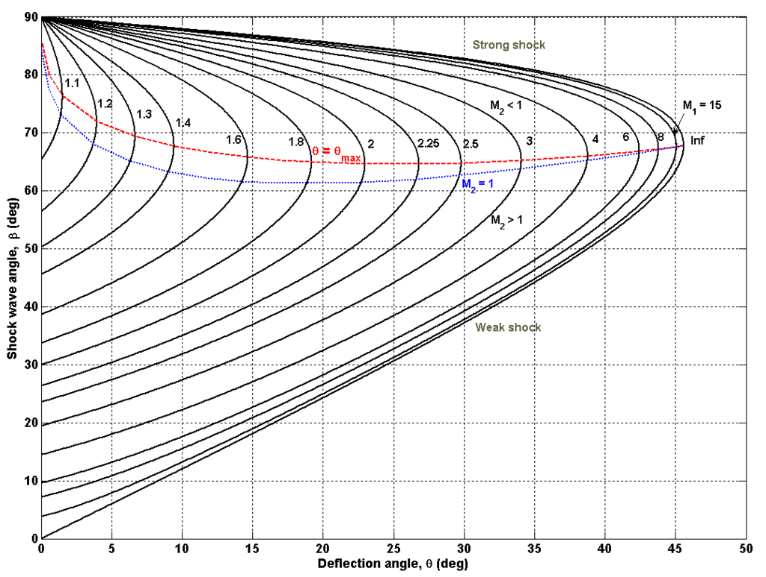 90
80
70
60
50
40
30
20
10
0
Shock wave angle, β (deg)
Strong shock
1.1
1.2
1.3
1.4
1.6
1.8
2
2.25
2.5
3
4
6
8
M₁ = 15
Inf
M₂ < 1
θ = θmax
M₂ = 1
M₂ > 1
Weak shock
0 5 10 15 20 25 30 35 40 45 50
Deflection angle, θ (deg)